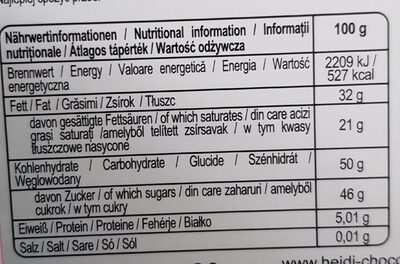 Nährwertinformationen / Nutritional information / Informații
nutriționale / Átlagos tápérték / Wartość odżywcza
100 g
Brennwert / Energy / Valoare energetică / Energia / Wartość
energetyczna
2209 kJ /
527 kcal
Fett / Fat / Grăsimi / Zsírok / Tłuszc
32 g
davon gesättigte Fettsäuren / of which saturates / din care acizi
grași saturați /amelyből telített zsírsavak / w tym kwasy
tłuszczowe nasycone
21 g
Kohlenhydrate / Carbohydrate / Glucide / Szénhidrát /
Węglowodany
50 g
davon Zucker / of which sugars / din care zaharuri / amelyből
cukrok / w tym cukry
46 g
Eiweiß / Protein / Proteine / Fehérje / Białko
5,01 g
Salz / Salt / Sare / Só / Sól
0,01 g
www.heidi-choco